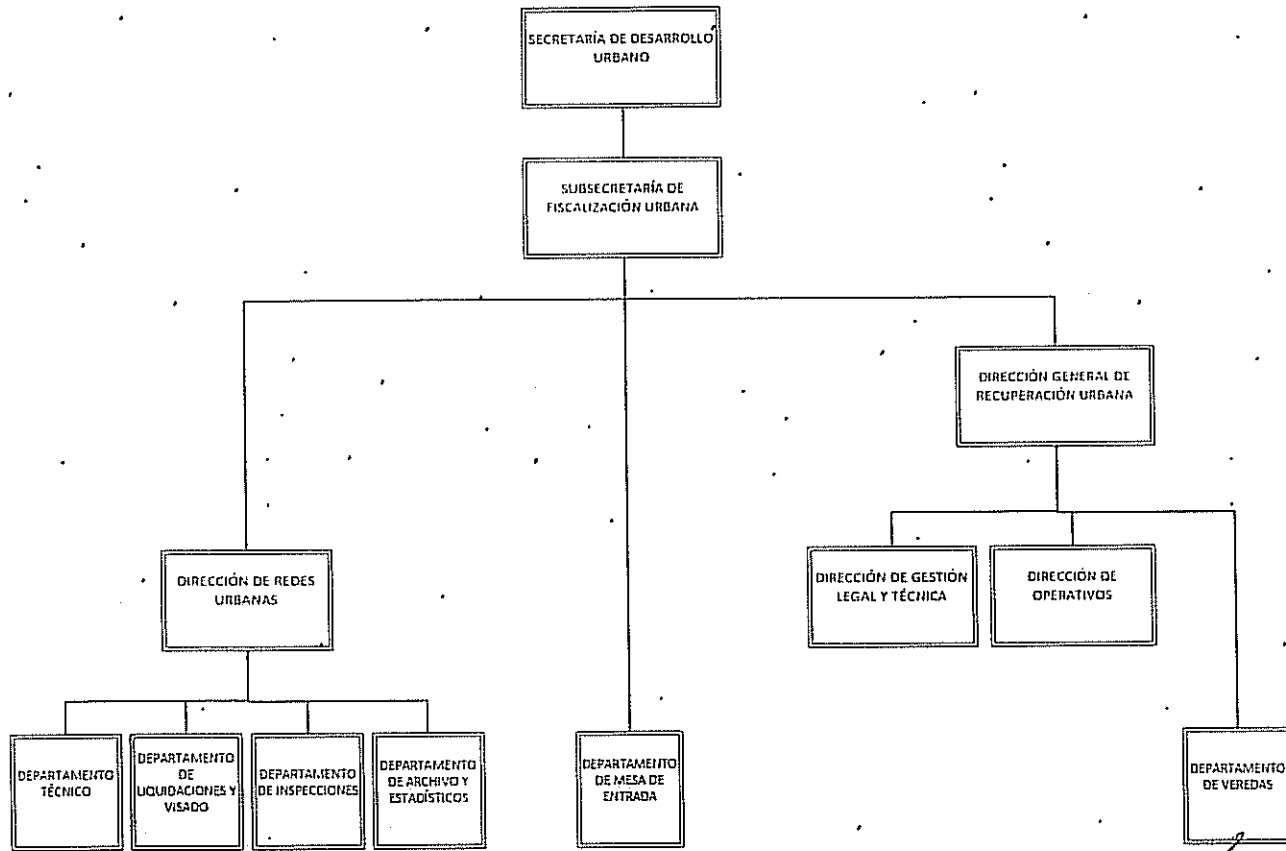 SECRETARÍA DE DESARROLLO
URBANO
SUBSECRETARÍA DE
FISCALIZACIÓN URBANA
DIRECCIÓN GENERAL DE
RECUPERACIÓN URBANA
DIRECCIÓN DE REDES
URBANAS
DIRECCIÓN DE GESTIÓN
LEGAL Y TÉCNICA
DIRECCIÓN DE
OPERATIVOS
DEPARTAMENTO
TÉCNICO
DEPARTAMENTO
DE
LIQUIDACIONES Y
VISADO
DEPARTAMENTO
DE INSPECCIONES
DEPARTAMENTO
DE ARCHIVO Y
ESTADÍSTICOS
DEPARTAMENTO
DE MESA DE
ENTRADA
DEPARTAMENTO
DE VEREDAS